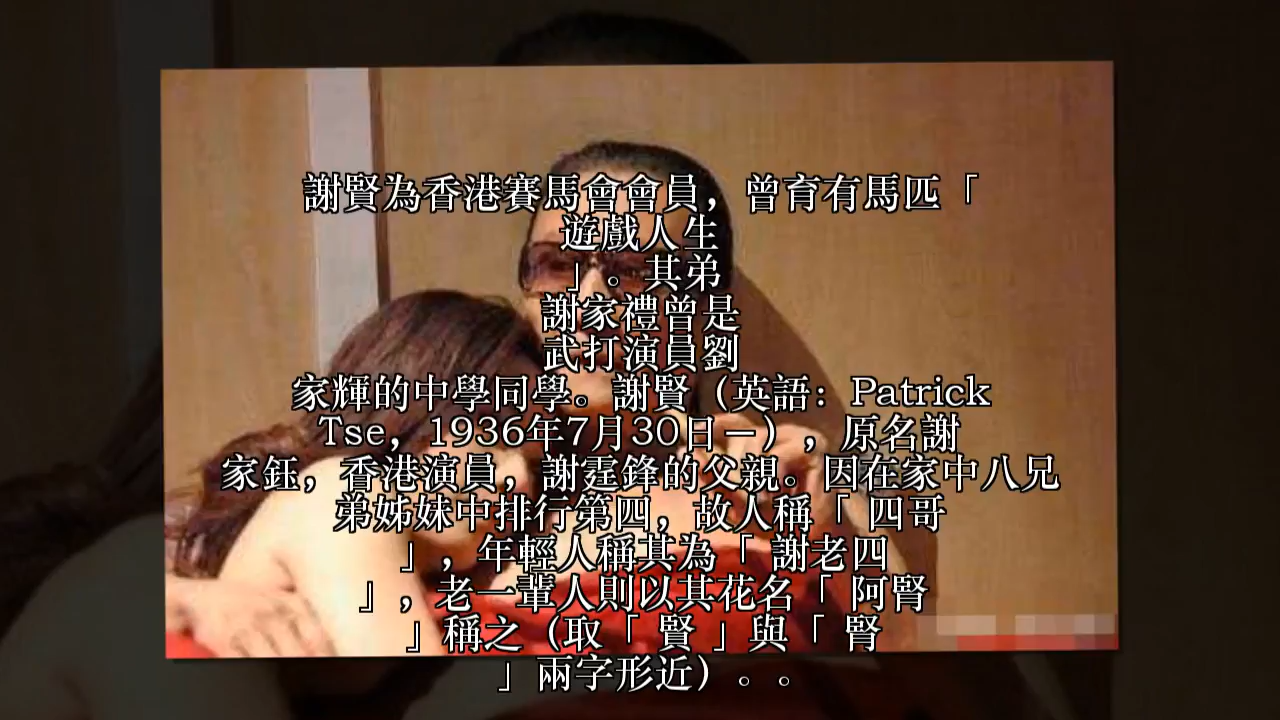 謝賢為香港賽馬會會員，曾育有馬匹「
遊戲人生
」。其弟
謝家禮曾是
武打演員劉
家輝的中學同學。謝賢（英語：Patrick
Tse，1936年7月30日－），原名謝
家鈺，香港演員，謝霆鋒的父親。因在家中八兄
弟姊妹中排行第四，故人稱「 四哥
」，年輕人稱其為「 謝老四
」，老一輩人則以其花名「 阿腎
」稱之（取「 賢 」與「 腎
」兩字形近）。。